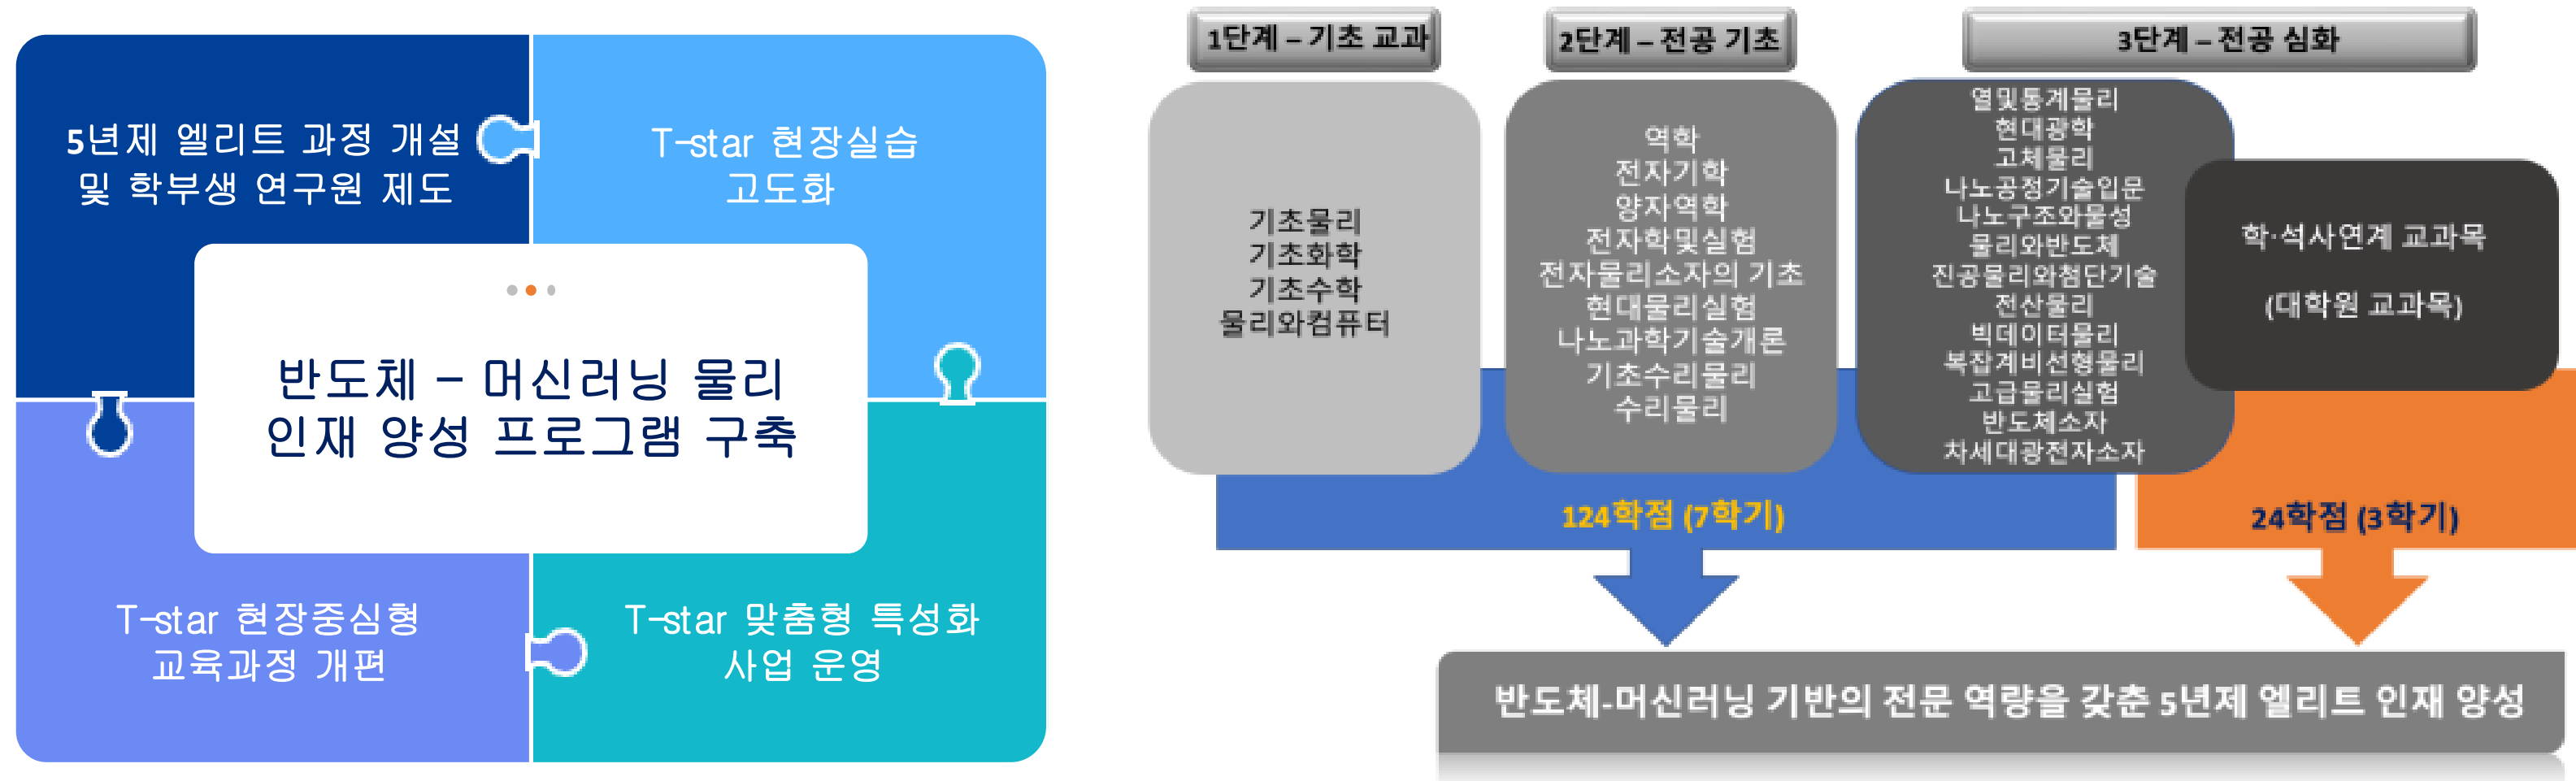 5년제 엘리트 과정 개설
및 학부생 연구원 제도
T-star 현장실습
고도화
반도체 – 머신러닝 물리
인재 양성 프로그램 구축
T-star 현장중심형
교육과정 개편
T-star 맞춤형 특성화
사업 운영
1단계 – 기초 교과
기초물리
기초화학
기초수학
물리와컴퓨터
2단계 – 전공 기초
역학
전자기학
양자역학
전자학및실험
전자물리소자의 기초
현대물리실험
나노과학기술개론
기초수리물리
수리물리
3단계 – 전공 심화
열및통계물리
현대광학
고체물리
나노공정기술입문
나노구조와물성
물리와반도체
진공물리와첨단기술
전산물리
빅데이터물리
복잡계비선형물리
고급물리실험
반도체소자
차세대광전자소자
학·석사연계 교과목
(대학원 교과목)
124학점 (7학기)
24학점 (3학기)
반도체-머신러닝 기반의 전문 역량을 갖춘 5년제 엘리트 인재 양성